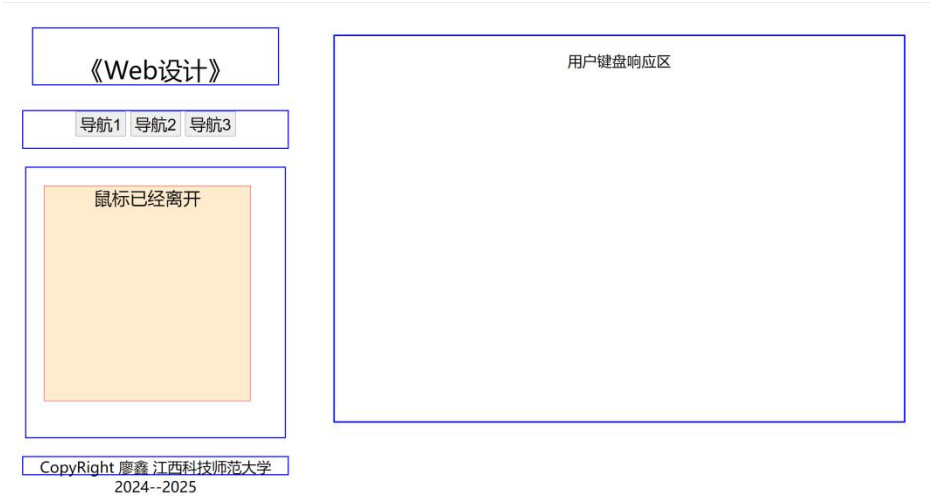 《Web设计》
导航1 导航2 导航3
鼠标已经离开
CopyRight 廖鑫 江西科技师范大学
2024--2025
用户键盘响应区